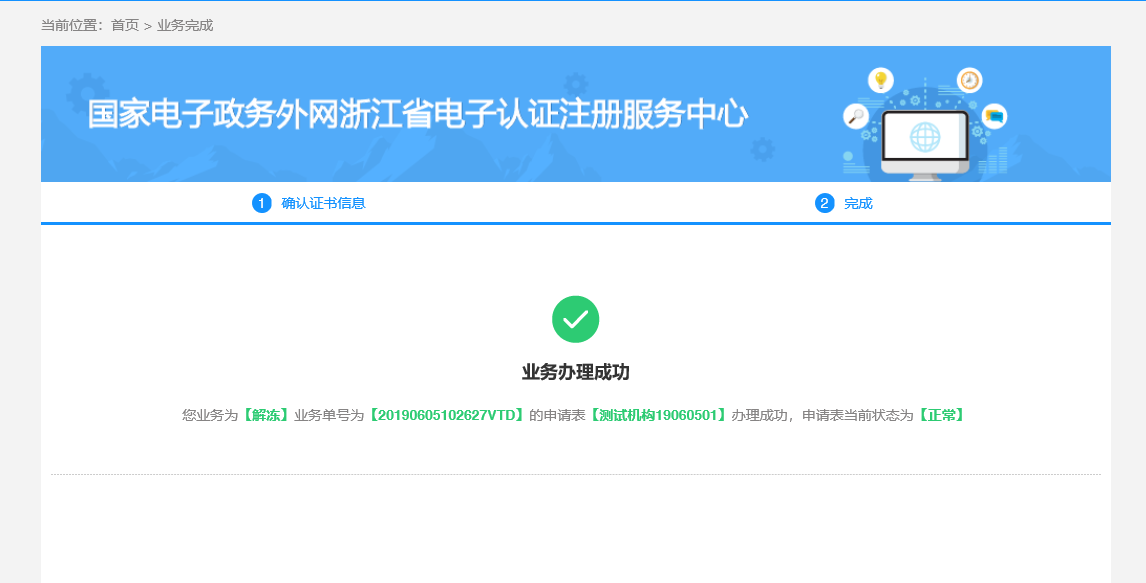 当前位置：首页 > 业务完成
国家电子政务外网浙江省电子认证注册服务中心
1 确认证书信息
2 完成
业务办理成功
您业务为【解冻】业务单号为【20190605102627VTD】的申请表【测试机构19060501】办理成功，申请表当前状态为【正常】